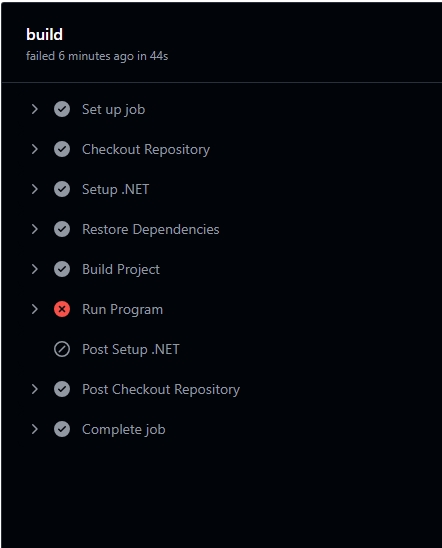 build
failed 6 minutes ago in 44s
Set up job
Checkout Repository
Setup .NET
Restore Dependencies
Build Project
Run Program
Post Setup .NET
Post Checkout Repository
Complete job